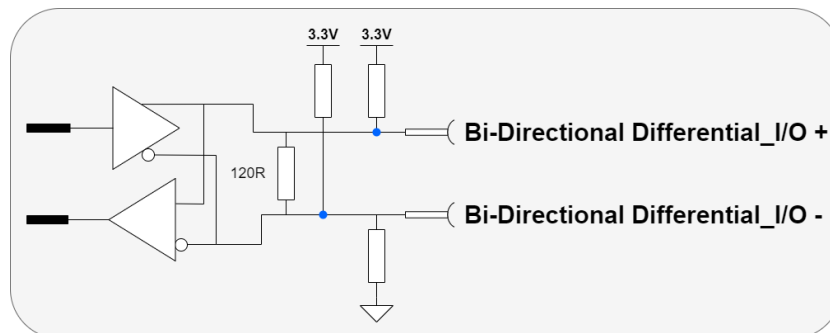 3.3V 3.3V
Bi-Directional Differential_I/O +
120R
Bi-Directional Differential_I/O -